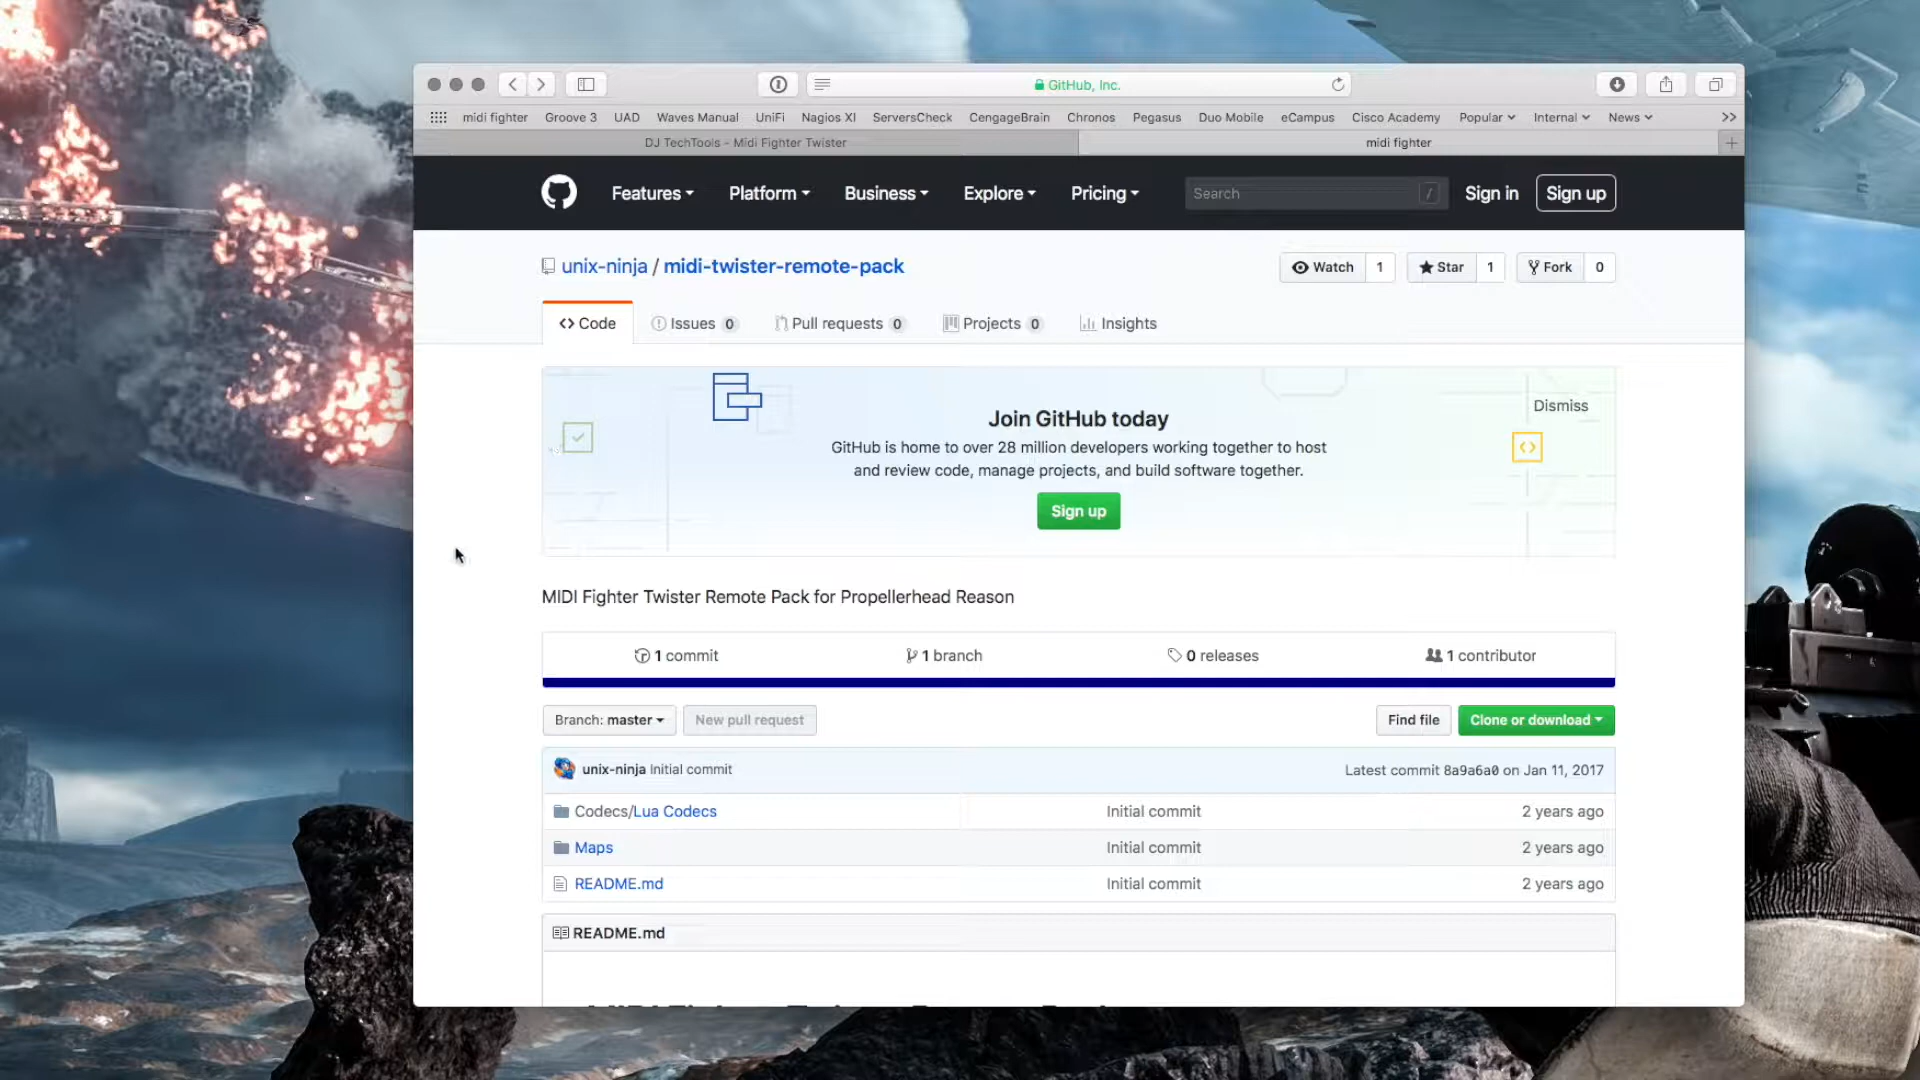 GitHub, Inc.
midi fighter Groove 3 UAD Waves Manual UniFi Nagios XI ServersCheck CengageBrain Chronos Pegasus Duo Mobile eCampus Cisco Academy Popular Internal News >>
DJ TechTools - Midi Fighter Twister midi fighter +
Features Platform Business Explore Pricing Search / Sign in Sign up
unix-ninja / midi-twister-remote-pack Watch 1 Star 1 Fork 0
<> Code Issues 0 Pull requests 0 Projects 0 Insights
Dismiss
Join GitHub today
GitHub is home to over 28 million developers working together to host
and review code, manage projects, and build software together.
Sign up
MIDI Fighter Twister Remote Pack for Propellerhead Reason
1 commit 1 branch 0 releases 1 contributor
Branch: master New pull request Find file Clone or download
unix-ninja Initial commit Latest commit 8a9a6a0 on Jan 11, 2017
Codecs/Lua Codecs Initial commit 2 years ago
Maps Initial commit 2 years ago
README.md Initial commit 2 years ago
README.md